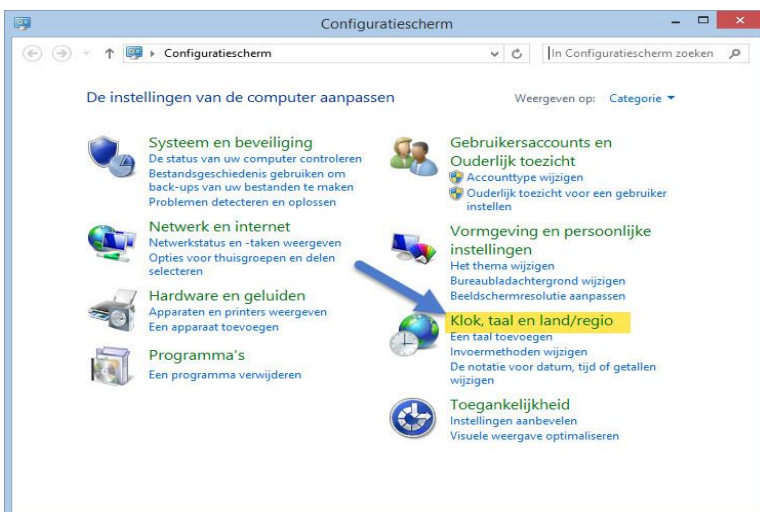 Configuratiescherm
Configuratiescherm
In Configuratiescherm zoeken
De instellingen van de computer aanpassen
Weergeven op: Categorie
Systeem en beveiliging
De status van uw computer controleren
Bestandsgeschiedenis gebruiken om
back-ups van uw bestanden te maken
Problemen detecteren en oplossen
Netwerk en internet
Netwerkstatus en -taken weergeven
Opties voor thuisgroepen en delen
selecteren
Hardware en geluiden
Apparaten en printers weergeven
Een apparaat toevoegen
Programma's
Een programma verwijderen
Gebruikersaccounts en
Ouderlijk toezicht
Accounttype wijzigen
Ouderlijk toezicht voor een gebruiker
instellen
Vormgeving en persoonlijke
instellingen
Het thema wijzigen
Bureaubladachtergrond wijzigen
Beeldschermresolutie aanpassen
Klok, taal en land/regio
Een taal toevoegen
Invoermethoden wijzigen
De notatie voor datum, tijd of getallen
wijzigen
Toegankelijkheid
Instellingen aanbevelen
Visuele weergave optimaliseren